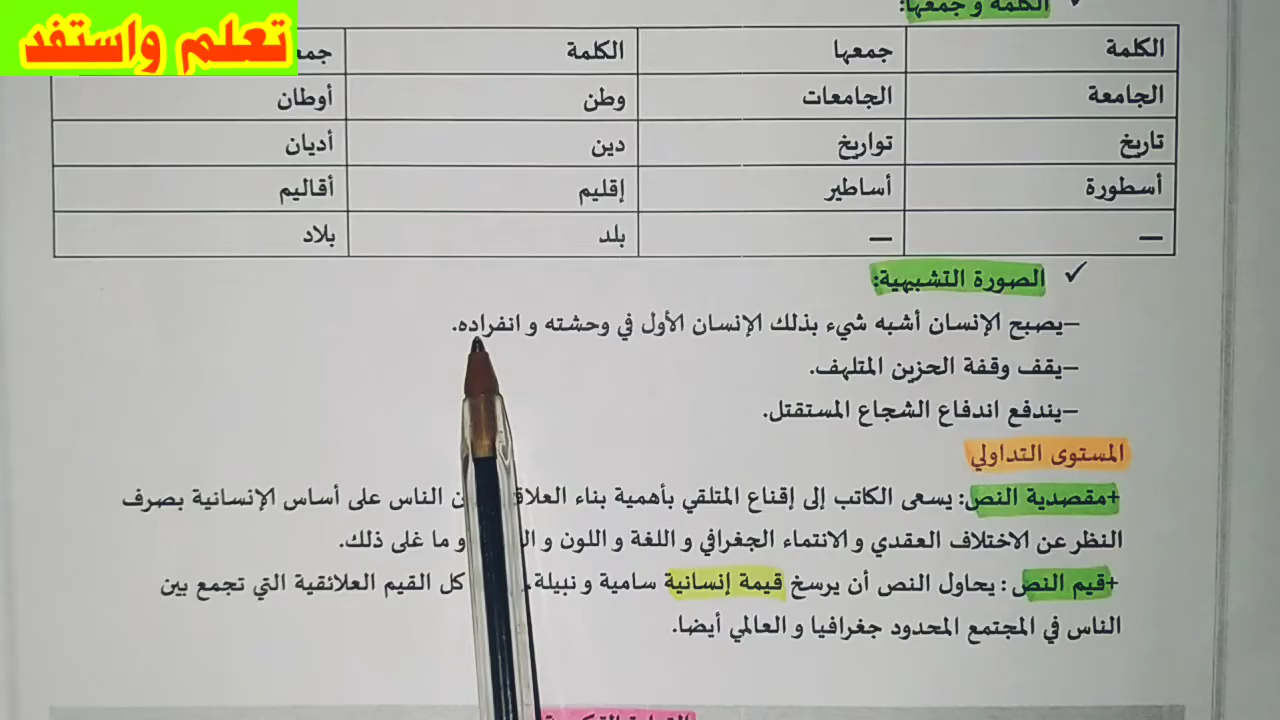 تعلم واستفد
الكلمة و جمعها:
الكلمة جمعها الكلمة
الجامعة الجامعات وطن أوطان
تاريخ تواريخ دين أديان
أسطورة أساطير إقليم أقاليم
— — بلد بلاد
✓ الصورة التشبيهية:
–يصبح الإنسان أشبه شيء بذلك الإنسان الأول في وحشته و انفراده.
–يقف وقفة الحزين المتلهف.
–يندفع اندفاع الشجاع المستقتل.
المستوى التداولي
+مقصدية النص: يسعى الكاتب إلى إقناع المتلقي بأهمية بناء الناس على أساس الإنسانية بصرف
النظر عن الاختلاف العقدي و الانتماء الجغرافي و اللغة و اللون و و ما غلى ذلك.
+قيم النص: يحاول النص أن يرسخ قيمة إنسانية سامية و نبيلة. كل القيم العلائقية التي تجمع بين
الناس في المجتمع المحدود جغرافيا و العالمي أيضا.